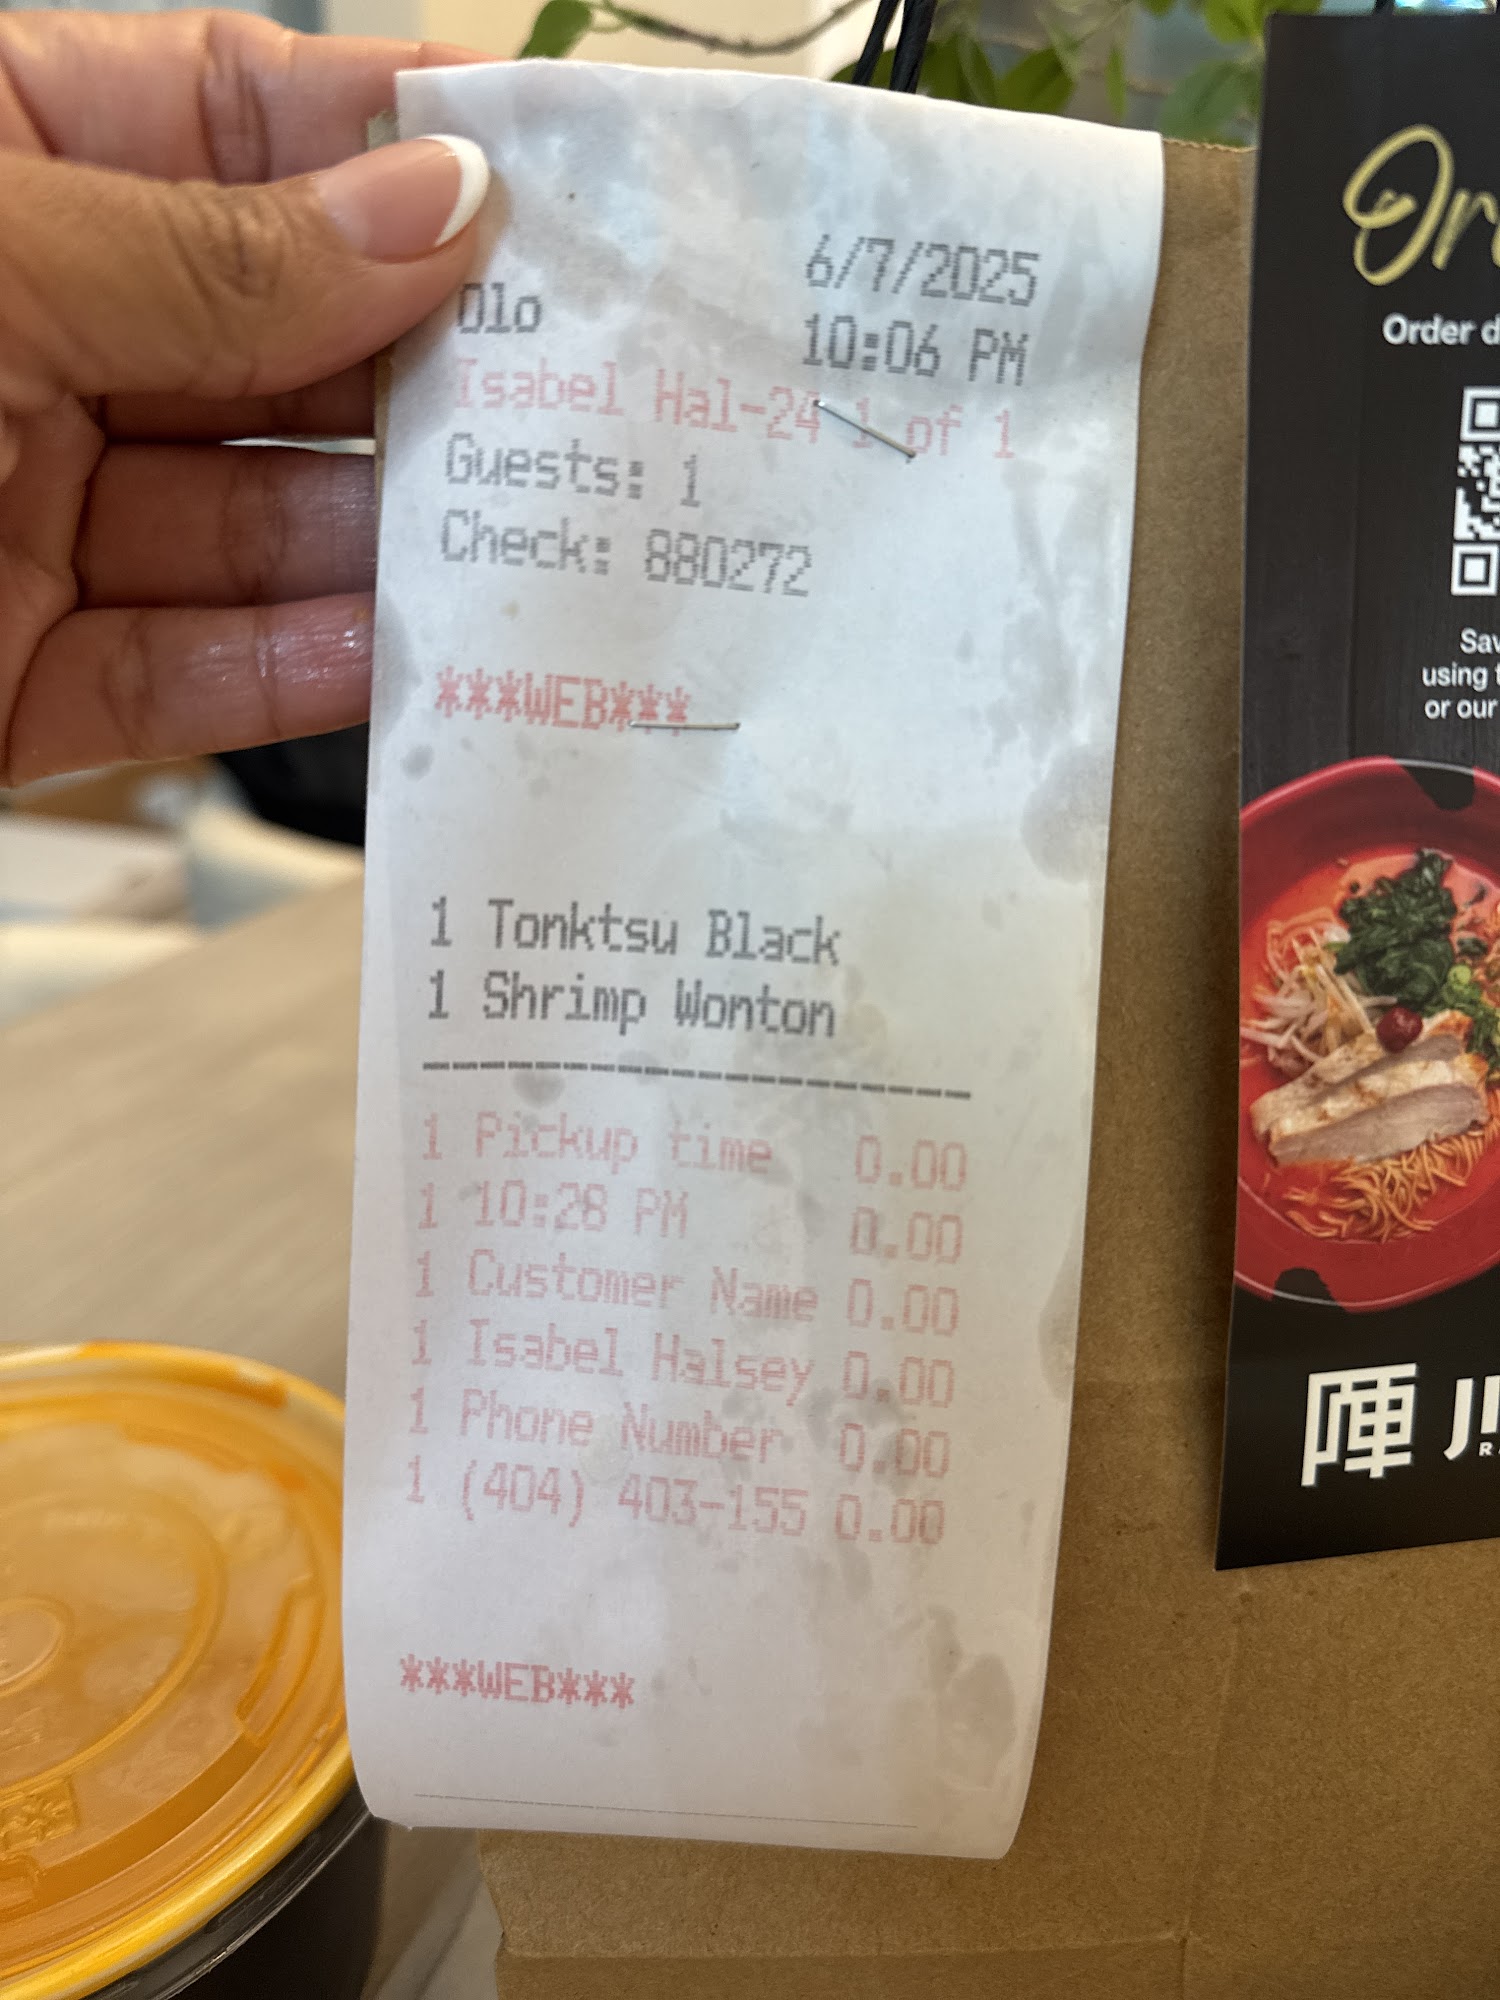 6/7/2025
Olo 10:06 PM
Isabel Hal-24 1 of 1
Guests: 1
Check: 880272
***WEB***
1 Tonktsu Black
1 Shrimp Wonton
--------------------
1 Pickup time 0.00
1 10:28 PM 0.00
1 Customer Name 0.00
1 Isabel Halsey 0.00
1 Phone Number 0.00
1 (404) 403-155 0.00
***WEB***
Or
Order d
Sav
using t
or our
陣 JI
R